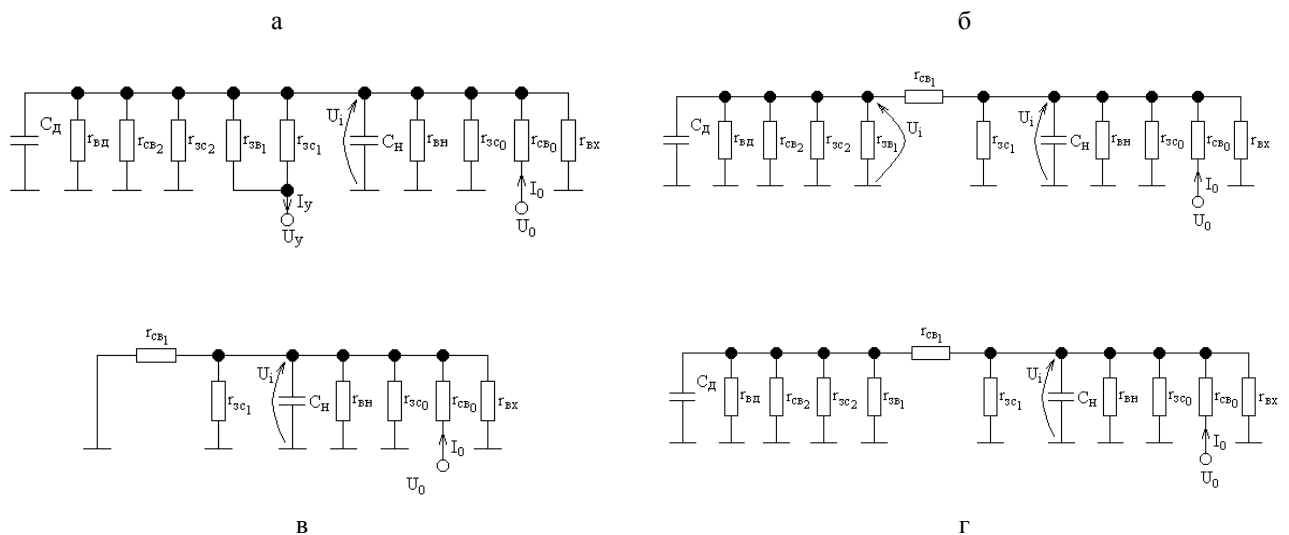 а
б
C_Д r_вд r_св2 r_зс2 r_зв1 r_зс1 U_i C_Н r_вн r_зс0 r_св0 r_вх
I_у
U_у
I_0
U_0
r_св1
C_Д r_вд r_св2 r_зс2 r_зв1 U_i r_зс1 U_i C_Н r_вн r_зс0 r_св0 r_вх
I_0
U_0
r_св1
U_i
r_зс1 C_Н r_вн r_зс0 r_св0 r_вх
I_0
U_0
r_св1
C_Д r_вд r_св2 r_зс2 r_зв1 r_зс1 U_i C_Н r_вн r_зс0 r_св0 r_вх
I_0
U_0
в
г